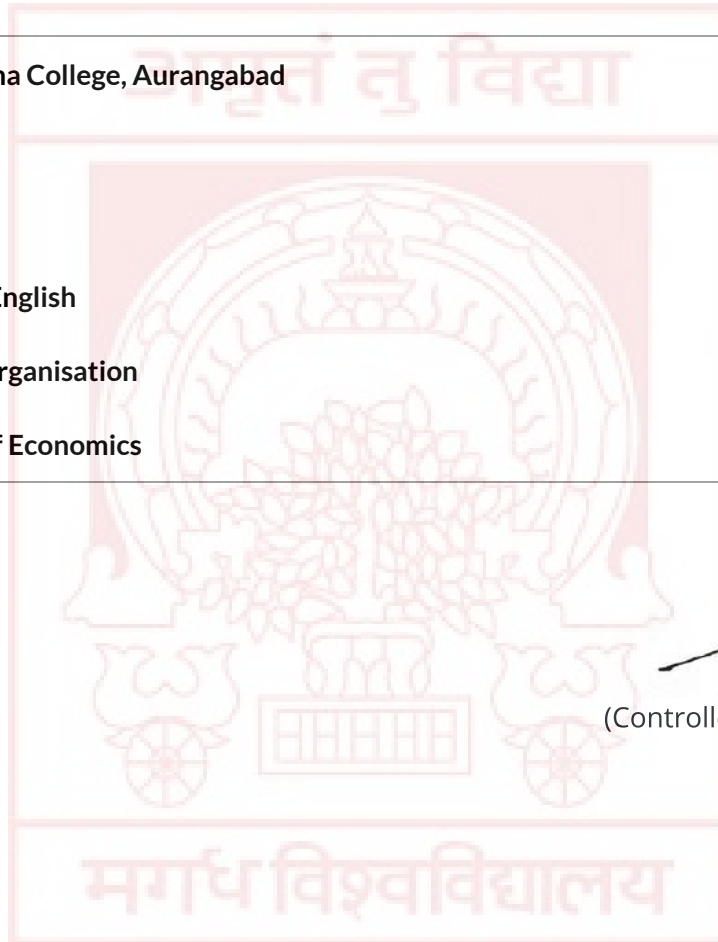 अमृतं तु विद्या
na College, Aurangabad
English
rganisation
f Economics
(Controll
मगध विश्वविद्यालय